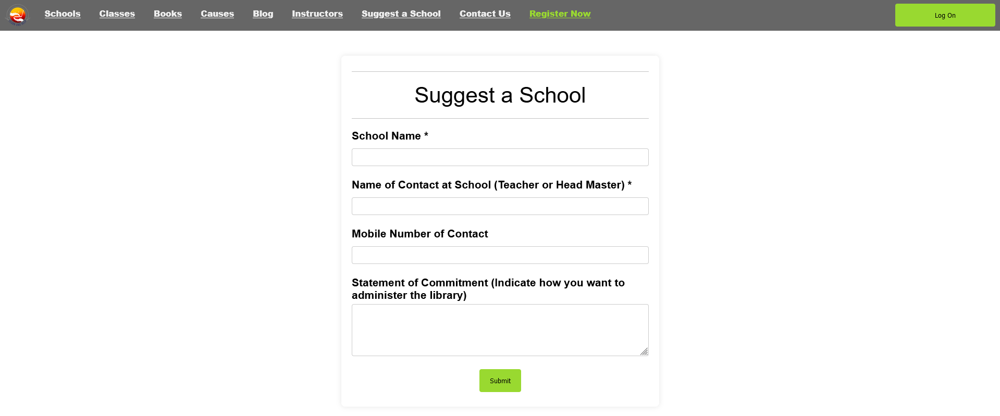 Schools Classes Books Causes Blog Instructors Suggest a School Contact Us Register Now Log On
Suggest a School
School Name *
Name of Contact at School (Teacher or Head Master) *
Mobile Number of Contact
Statement of Commitment (Indicate how you want to
administer the library)
Submit